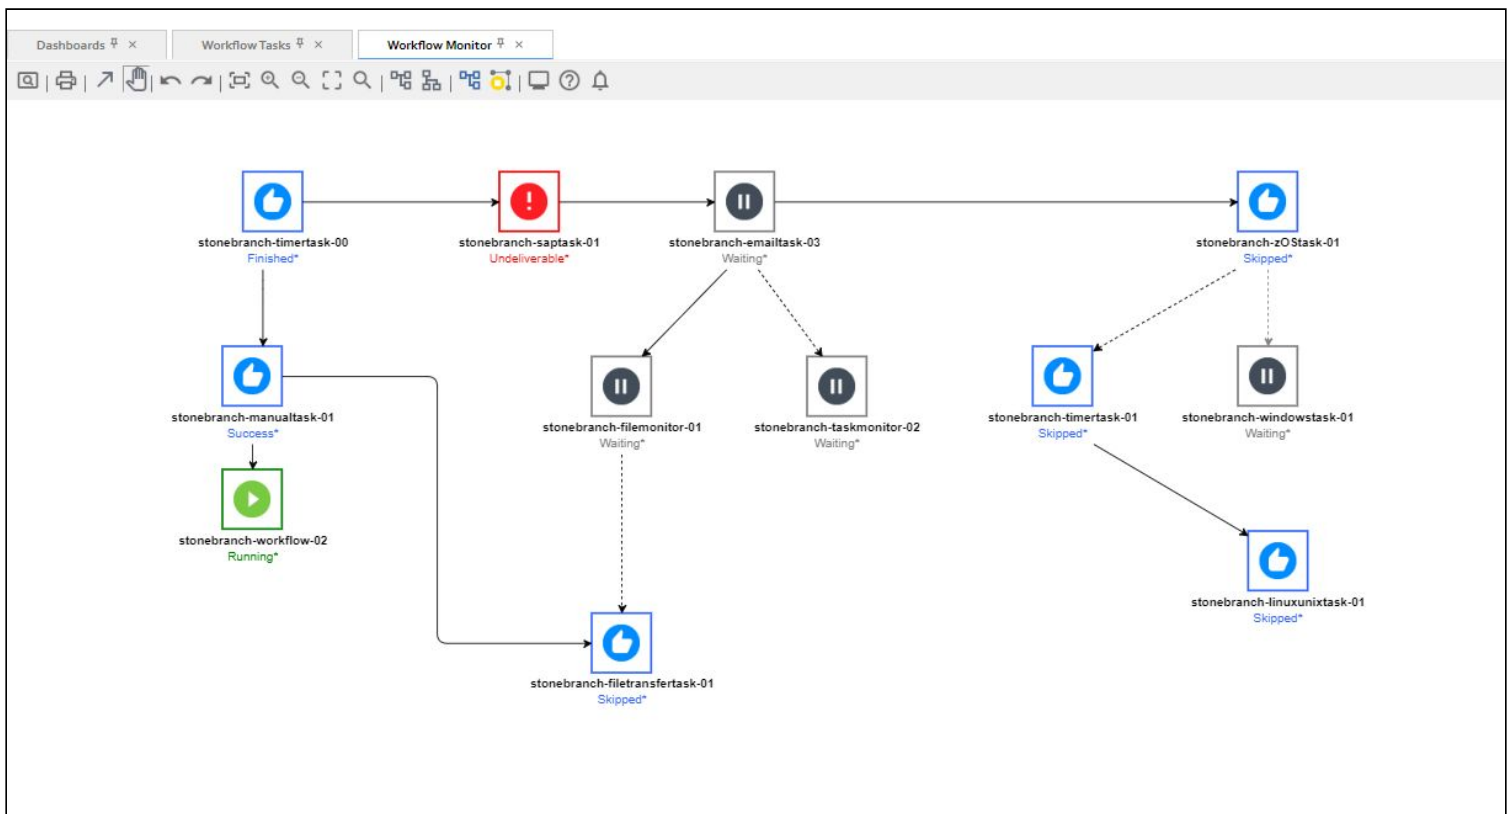 Dashboards
Workflow Tasks
Workflow Monitor
stonebranch-timertask-00
Finished*
stonebranch-saptask-01
Undeliverable*
stonebranch-emailtask-03
Waiting*
stonebranch-zOStask-01
Skipped*
stonebranch-manualtask-01
Success*
stonebranch-filemonitor-01
Waiting*
stonebranch-taskmonitor-02
Waiting*
stonebranch-timertask-01
Skipped*
stonebranch-windowstask-01
Waiting*
stonebranch-workflow-02
Running*
stonebranch-linuxunixtask-01
Skipped*
stonebranch-filetransfertask-01
Skipped*